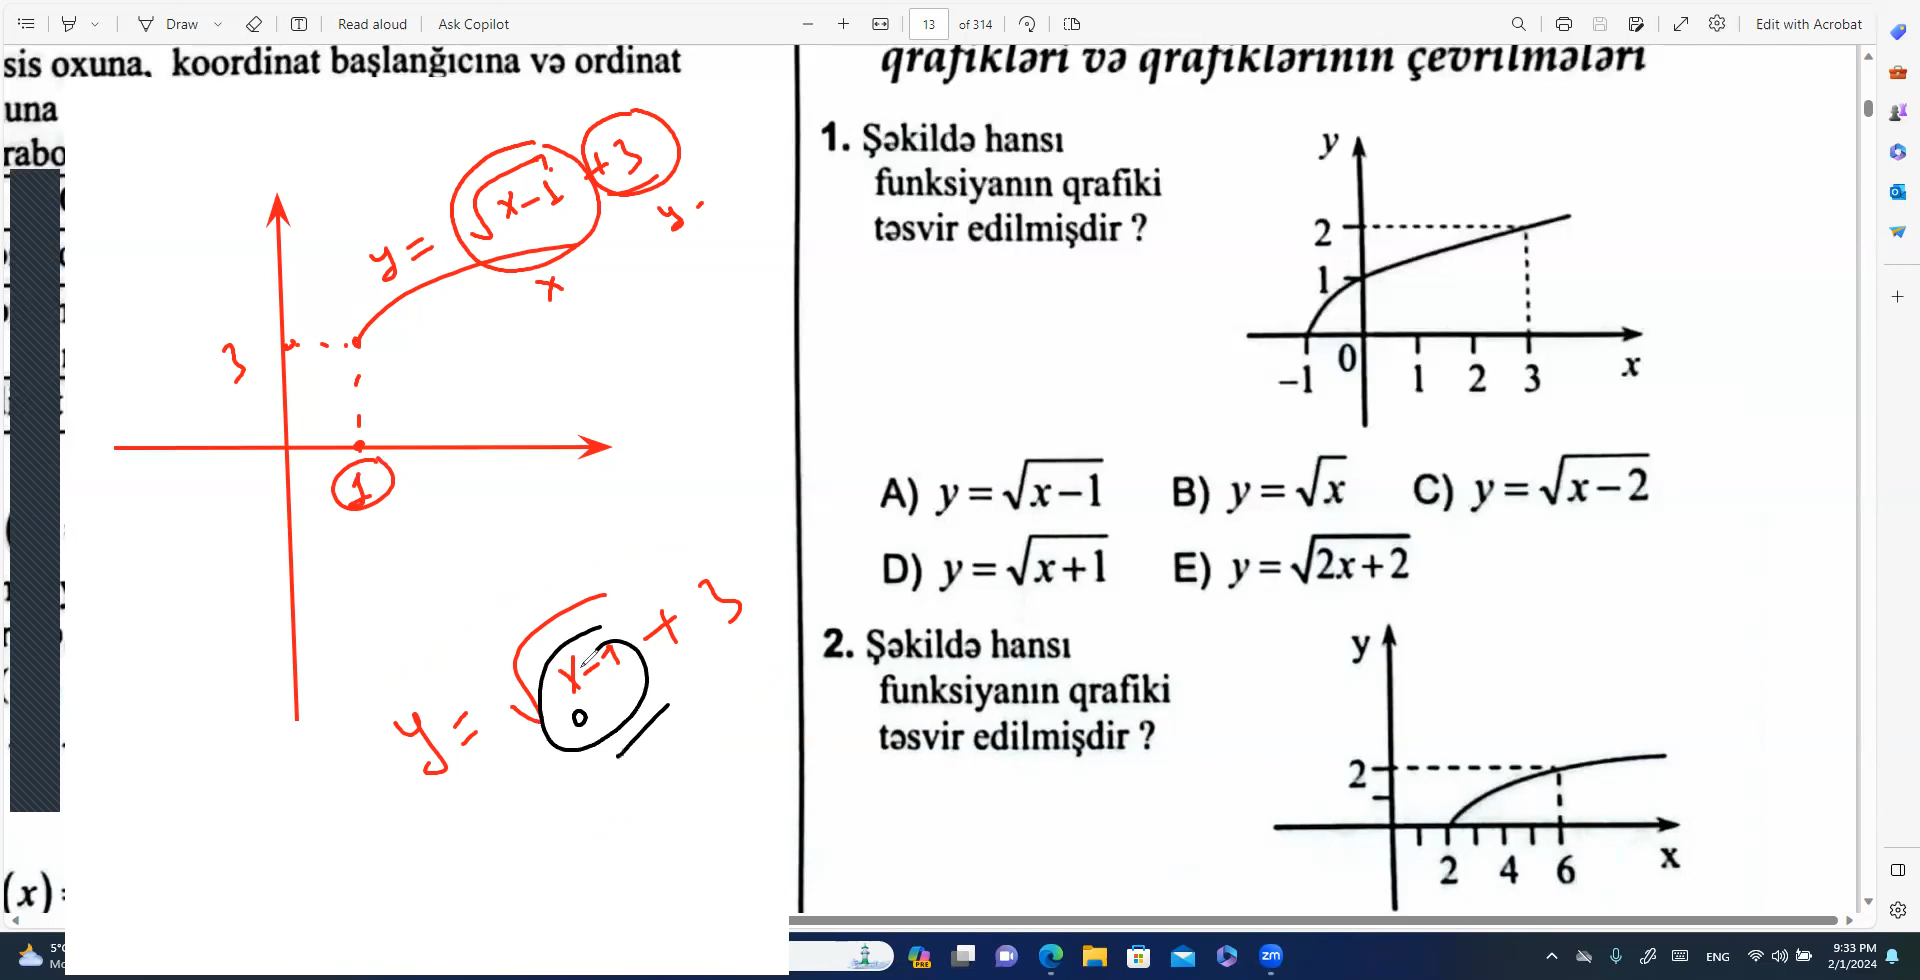 Draw
Read aloud
Ask Copilot
13 of 314
Edit with Acrobat
sis oxuna, koordinat başlanğıcına və ordinat
una
rabo
(x)
y = √x-1 + 3
x
y
3
1
y = √x-1 + 3
0
qrafikləri və qrafiklərinin çevrilmələri
1. Şəkildə hansı
funksiyanın qrafiki
təsvir edilmişdir ?
y
2
1
0
-1 1 2 3 x
A) y = √x−1 B) y = √x C) y = √x−2
D) y = √x+1 E) y = √2x+2
2. Şəkildə hansı
funksiyanın qrafiki
təsvir edilmişdir ?
y
2
2 4 6 x
5°
PRE
zm
ENG
9:33 PM
2/1/2024